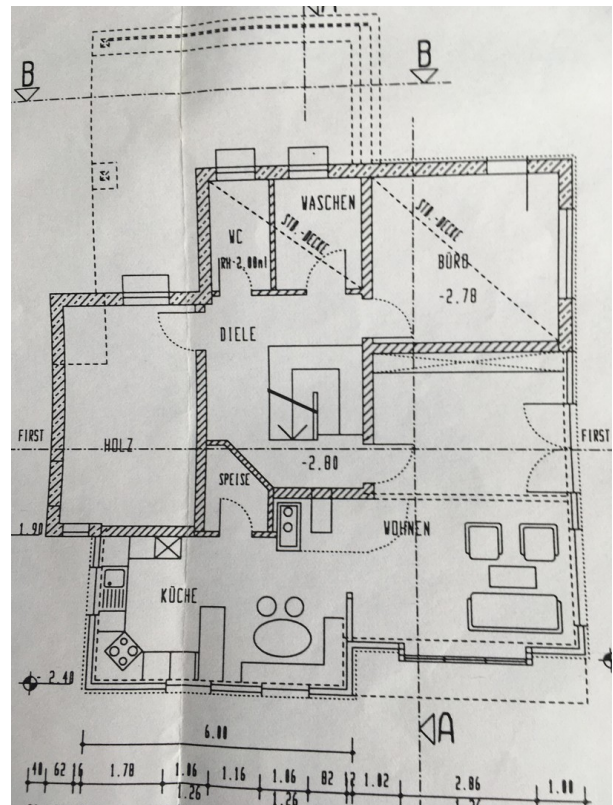 A
B
B
WASCHEN
STB.-DECKE
STB.-DECKE
WC
RH=2,00m!
BÜRO
-2.78
DIELE
FIRST
FIRST
HOLZ
-2.80
SPEISE
1.90
WOHNEN
KÜCHE
- 2.40
A
6.00
40 62 16 1.78 1.06 1.16 1.06 82 12 1.02 2.86 1.00
1.26 1.26